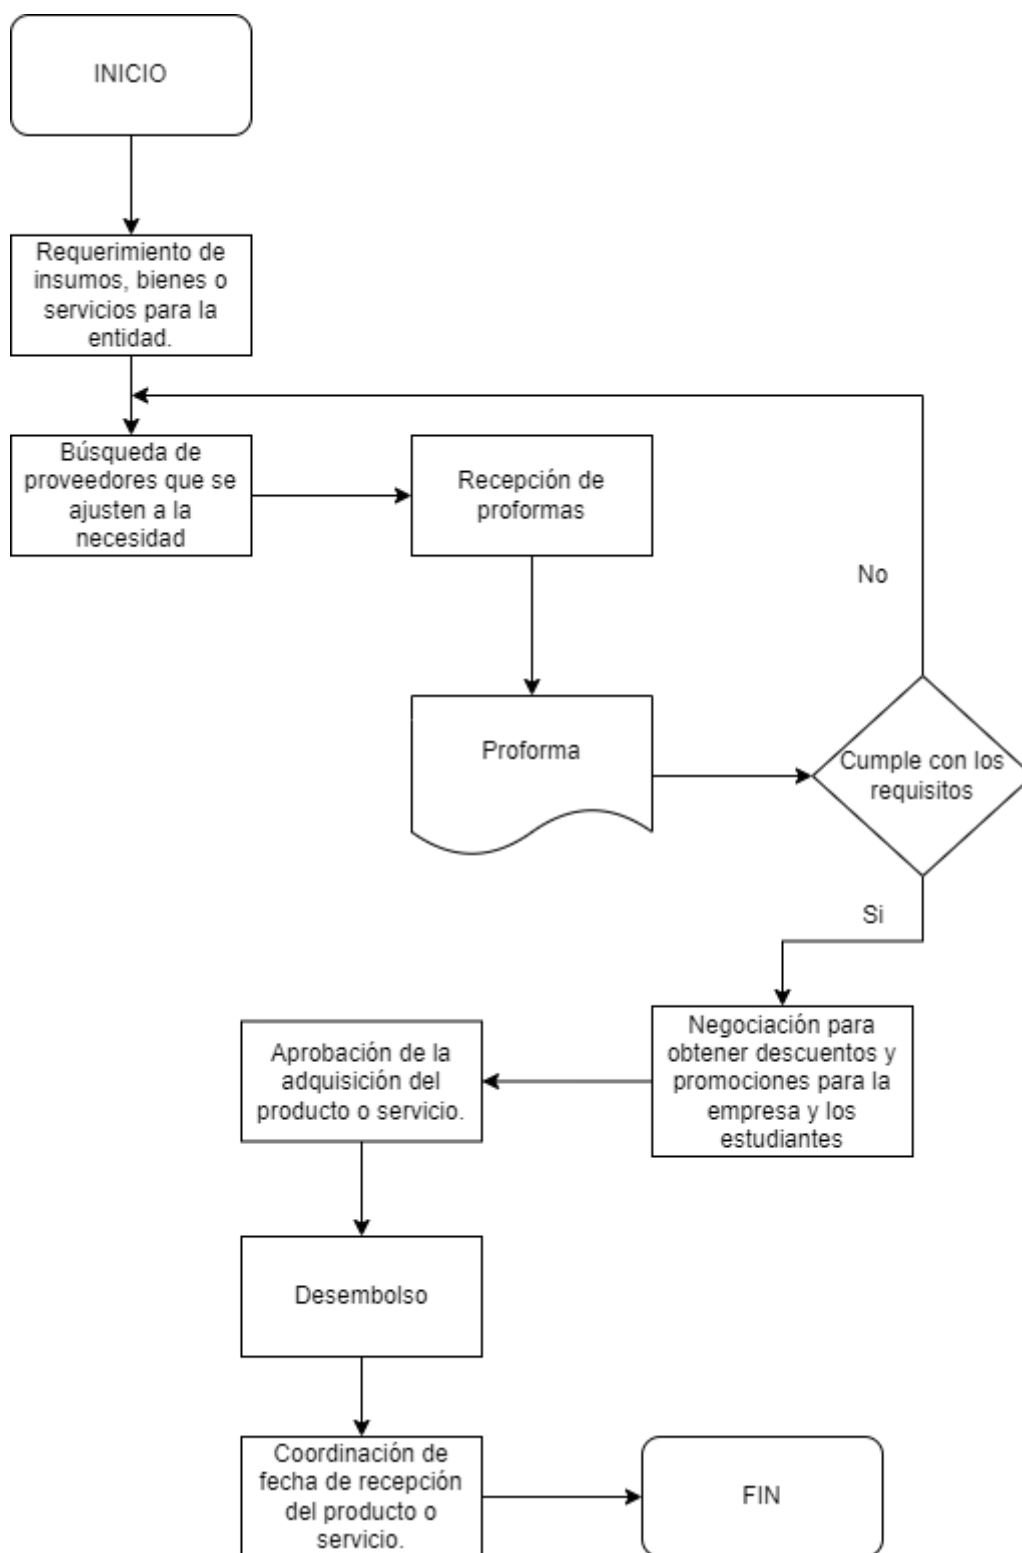 INICIO
Requerimiento de
insumos, bienes o
servicios para la
entidad.
Búsqueda de
proveedores que se
ajusten a la
necesidad
Recepción de
proformas
No
Proforma
Cumple con los
requisitos
Si
Negociación para
obtener descuentos y
promociones para la
empresa y los
estudiantes
Aprobación de la
adquisición del
producto o servicio.
Desembolso
Coordinación de
fecha de recepción
del producto o
servicio.
FIN